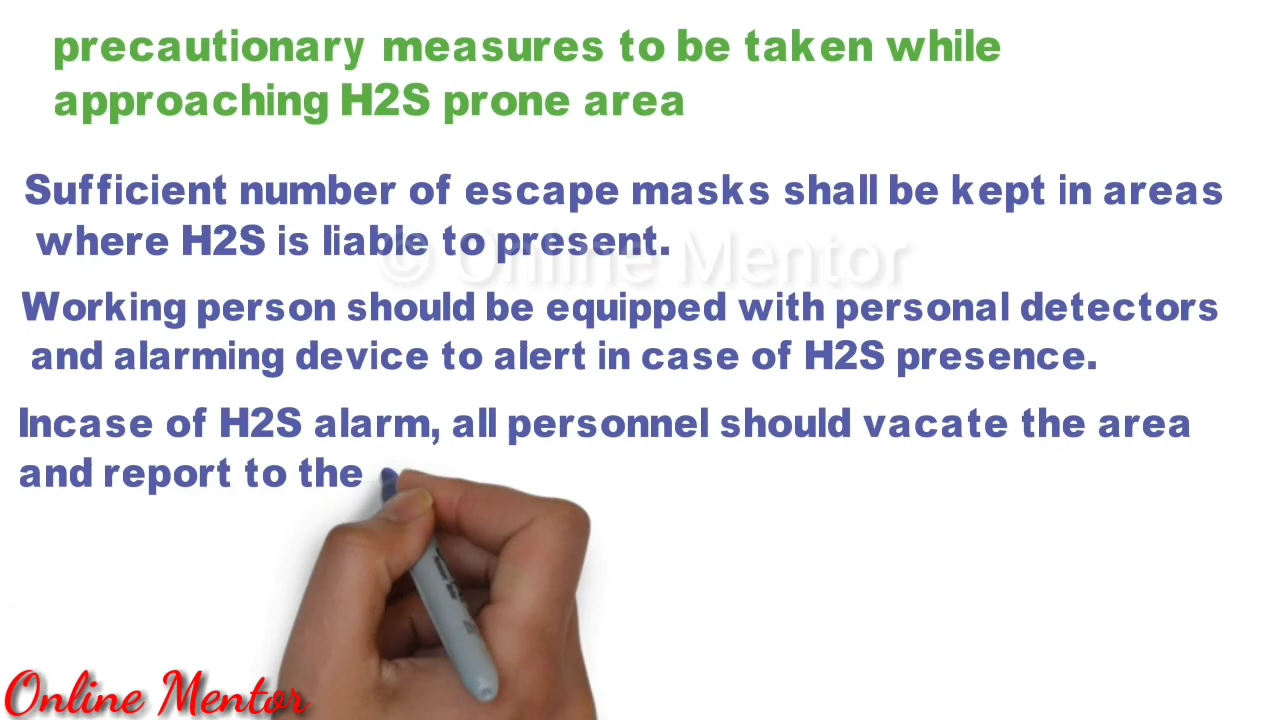 precautionary measures to be taken while
approaching H2S prone area
Sufficient number of escape masks shall be kept in areas
where H2S is liable to present.
© Online Mentor
Working person should be equipped with personal detectors
and alarming device to alert in case of H2S presence.
Incase of H2S alarm, all personnel should vacate the area
and report to the
Online Mentor